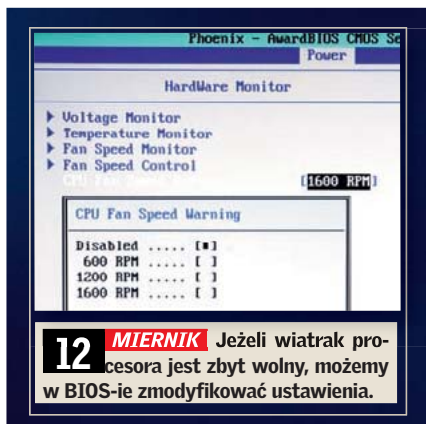 Phoenix - AwardBIOS CMOS Se
Power
HardWare Monitor
Voltage Monitor
Temperature Monitor
Fan Speed Monitor
Fan Speed Control
[1600 RPM]
CPU Fan Speed Warning
Disabled ..... [■]
600 RPM ..... [ ]
1200 RPM ..... [ ]
1600 RPM ..... [ ]
12 MIERNIK Jeżeli wiatrak pro-
cesora jest zbyt wolny, możemy
w BIOS-ie zmodyfikować ustawienia.